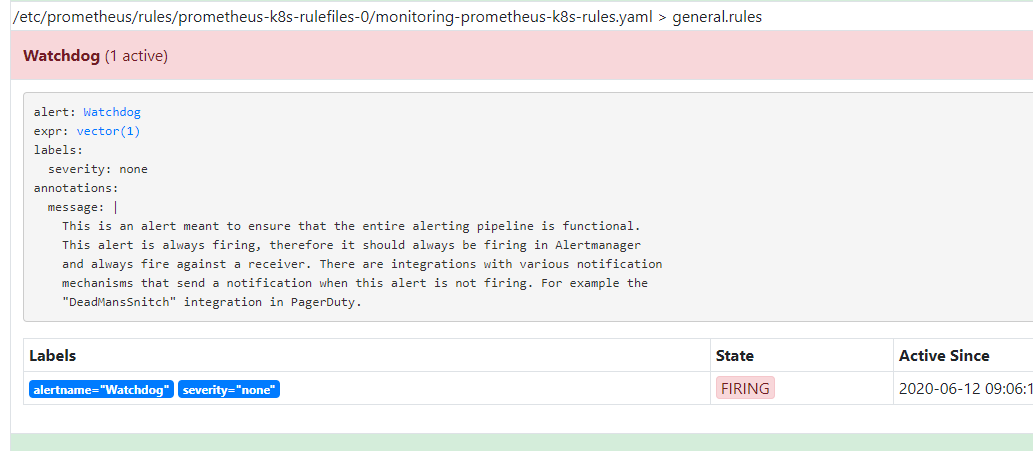 /etc/prometheus/rules/prometheus-k8s-rulefiles-0/monitoring-prometheus-k8s-rules.yaml > general.rules
Watchdog (1 active)
alert: Watchdog
expr: vector(1)
labels:
  severity: none
annotations:
  message: |
    This is an alert meant to ensure that the entire alerting pipeline is functional.
    This alert is always firing, therefore it should always be firing in Alertmanager
    and always fire against a receiver. There are integrations with various notification
    mechanisms that send a notification when this alert is not firing. For example the
    "DeadMansSnitch" integration in PagerDuty.
Labels State Active Since
alertname="Watchdog" severity="none" FIRING 2020-06-12 09:06:1